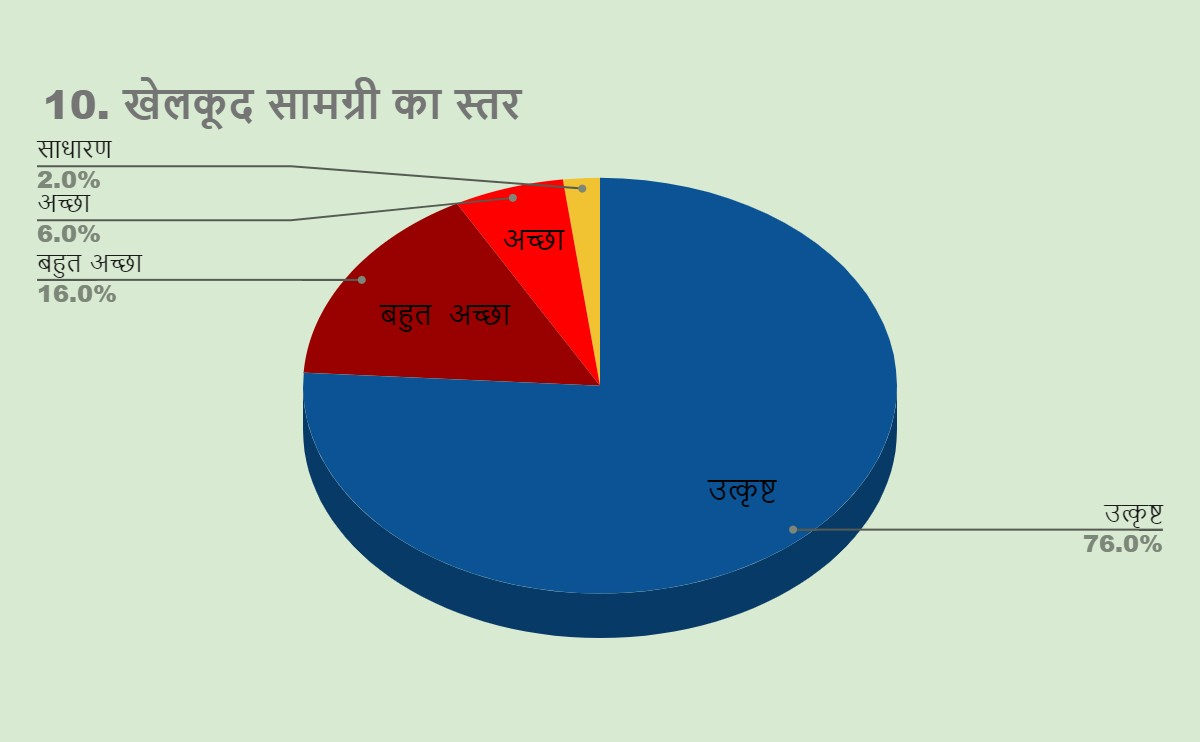 10. खेलकूद सामग्री का स्तर
साधारण
2.0%
अच्छा
6.0%
बहुत अच्छा
16.0%
अच्छा
बहुत अच्छा
उत्कृष्ट
उत्कृष्ट
76.0%